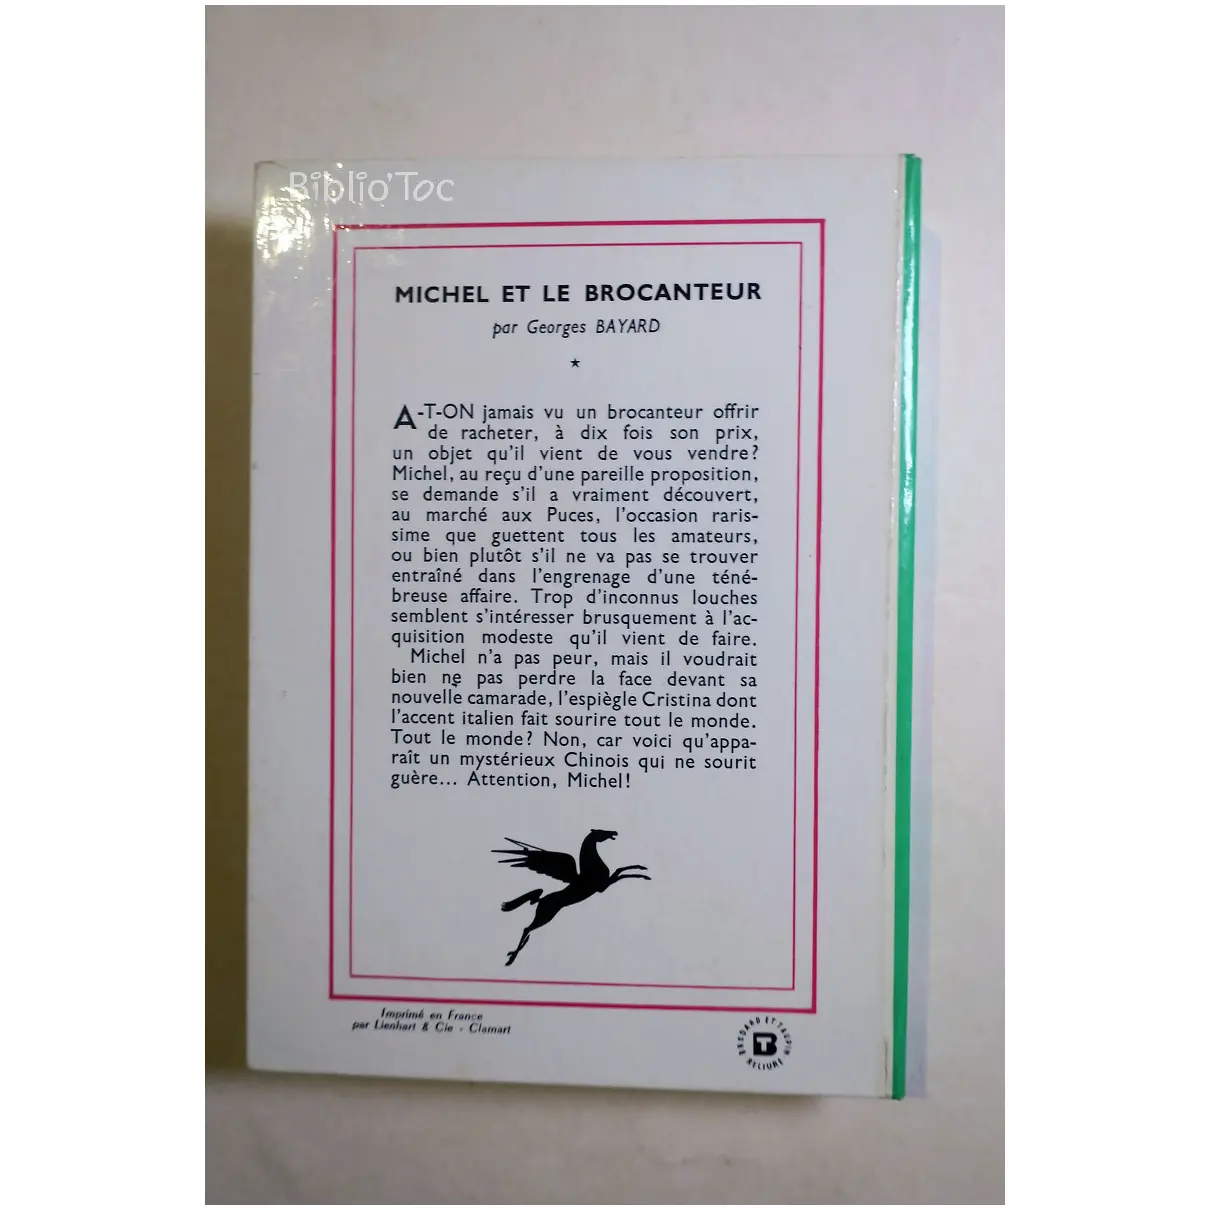 Biblio'Toc
MICHEL ET LE BROCANTEUR
par Georges BAYARD
A-T-ON jamais vu un brocanteur offrir
de racheter, à dix fois son prix,
un objet qu'il vient de vous vendre?
Michel, au reçu d'une pareille proposition,
se demande s'il a vraiment découvert,
au marché aux Puces, l'occasion raris-
sime que guettent tous les amateurs,
ou bien plutôt s'il ne va pas se trouver
entraîné dans l'engrenage d'une téné-
breuse affaire. Trop d'inconnus louches
semblent s'intéresser brusquement à l'ac-
quisition modeste qu'il vient de faire.
Michel n'a pas peur, mais il voudrait
bien ne pas perdre la face devant sa
nouvelle camarade, l'espiègle Cristina dont
l'accent italien fait sourire tout le monde.
Tout le monde? Non, car voici qu'appa-
raît un mystérieux Chinois qui ne sourit
guère... Attention, Michel!
Imprimé en France
par Lienhart & Cie - Clamart
BRODARD ET TAUPIN
BT
RELIURE